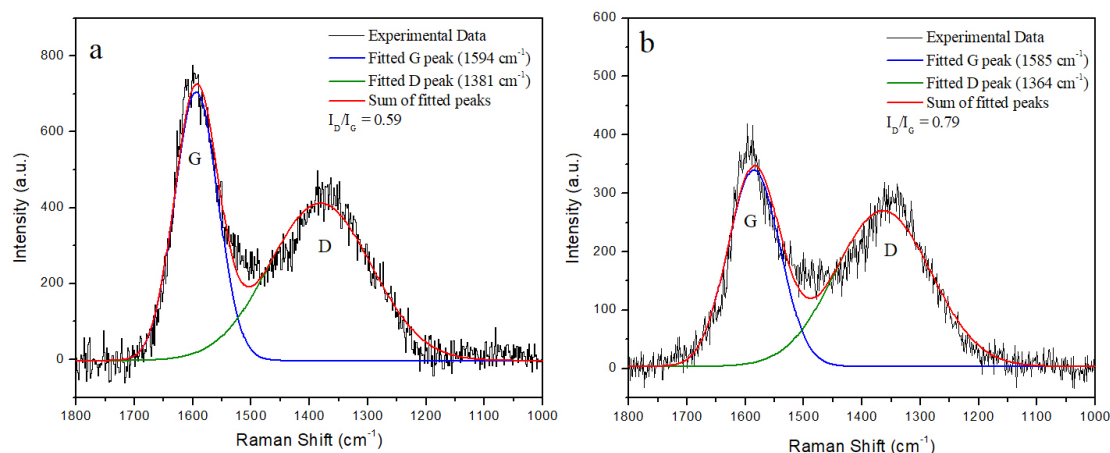 a
Experimental Data
Fitted G peak (1594 cm⁻¹)
Fitted D peak (1381 cm⁻¹)
Sum of fitted peaks
I_D/I_G = 0.59
G
D
Intensity (a.u.)
800
600
400
200
0
1800 1700 1600 1500 1400 1300 1200 1100 1000
Raman Shift (cm⁻¹)
b
Experimental Data
Fitted G peak (1585 cm⁻¹)
Fitted D peak (1364 cm⁻¹)
Sum of fitted peaks
I_D/I_G = 0.79
G
D
Intensity (a.u.)
600
500
400
300
200
100
0
1800 1700 1600 1500 1400 1300 1200 1100 1000
Raman Shift (cm⁻¹)